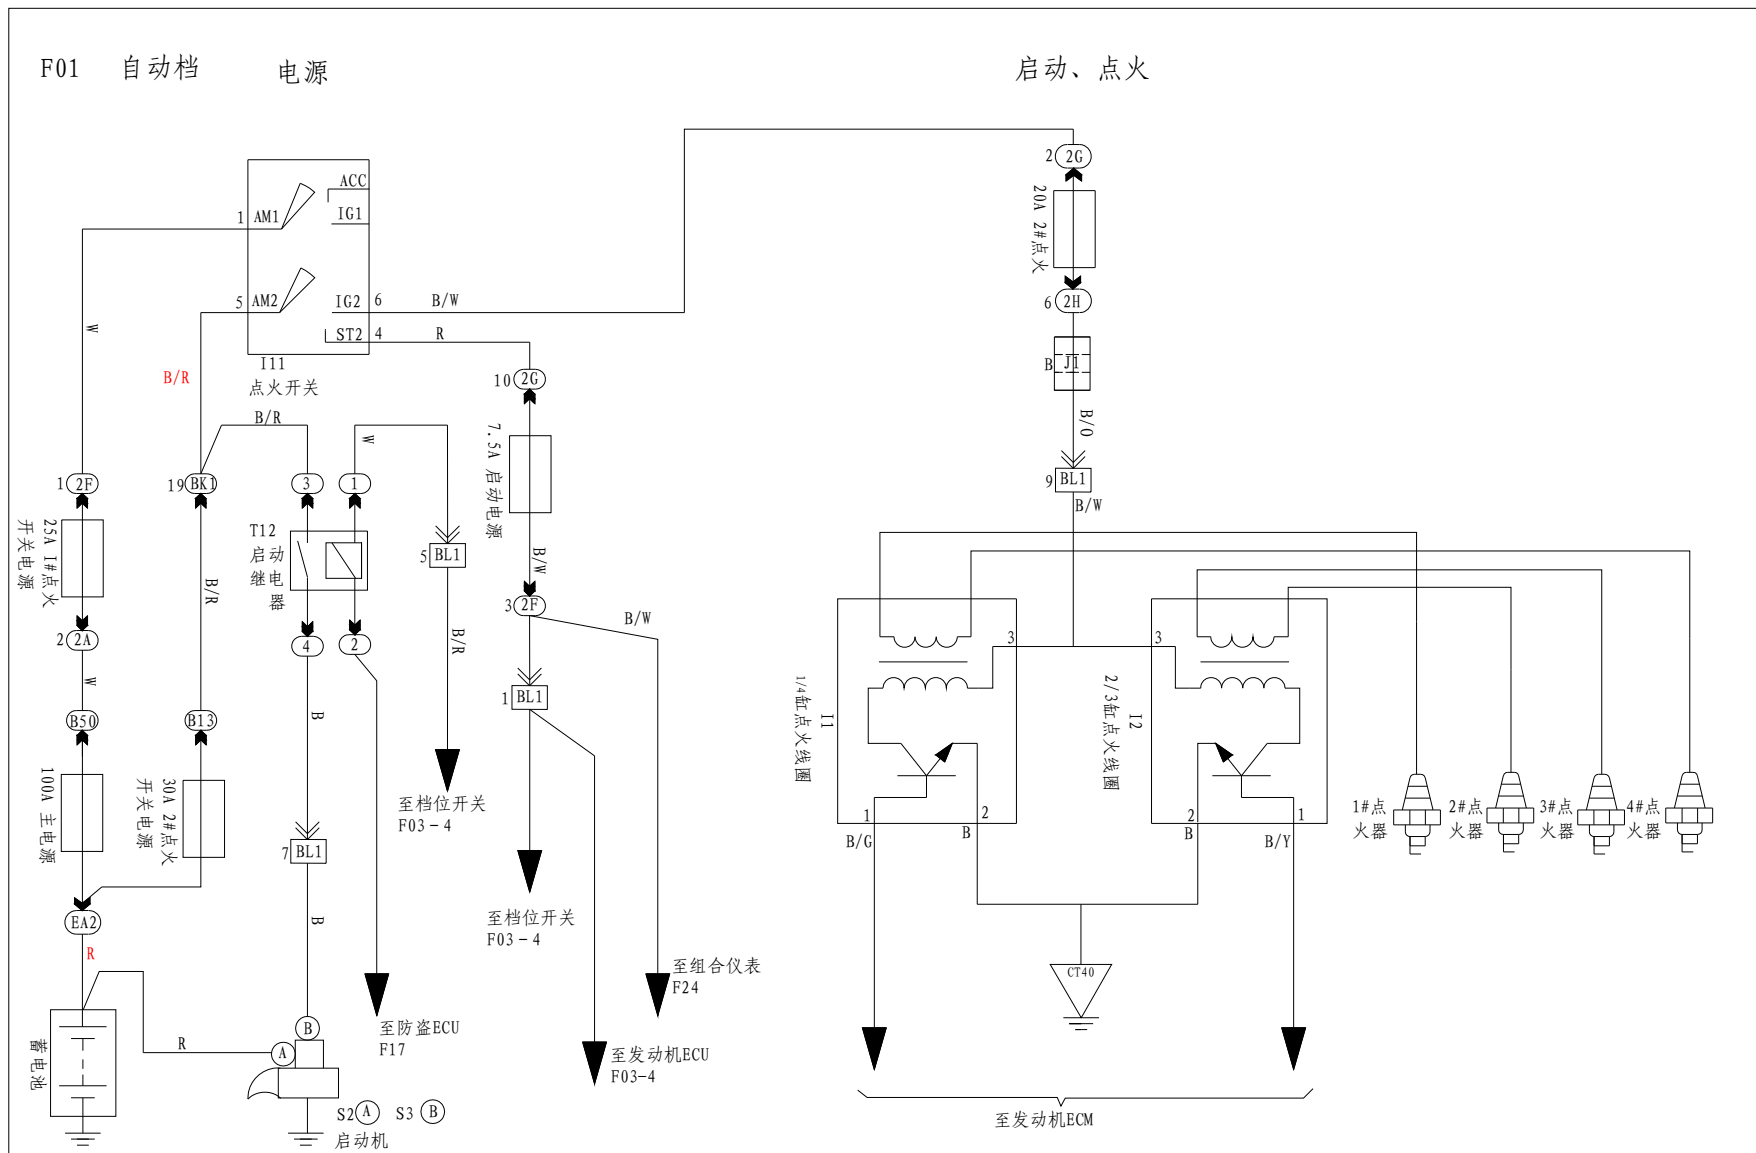 F01 自动档 电源 启动、点火
2 2G
20A 2#点火
6 2H
B J1
B/O
9 BL1
B/W
ACC
IG1
1 AM1
5 AM2
IG2 6
B/W
ST2 4
R
I11
点火开关
W
B/R
B/R
W
10 2G
7.5A 启动电源
B/W
3 2F
B/W
1 BL1
1 2F
19 BK1
3
1
25A I#点火
开关电源
T12
启动
继电
器
5 BL1
B/R
B/R
2 2A
4
2
W
B
B50
B13
100A 主电源
30A 2#点火
开关电源
至档位开关
F03-4
7 BL1
B
EA2
R
至档位开关
F03-4
至组合仪表
F24
至防盗ECU
F17
至发动机ECU
F03-4
蓄电池
R
A
B
S2 A S3 B
启动机
3
3
I1
1/4缸点火线圈
I2
2/3缸点火线圈
1
2
2
1
B/G
B
B
B/Y
CT40
至发动机ECM
1#点
火器
2#点
火器
3#点
火器
4#点
火器